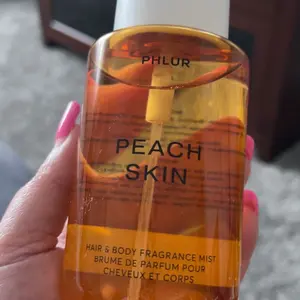 PHLUR
PEACH
SKIN
HAIR & BODY FRAGRANCE MIST
BRUME DE PARFUM POUR
CHEVEUX ET CORPS